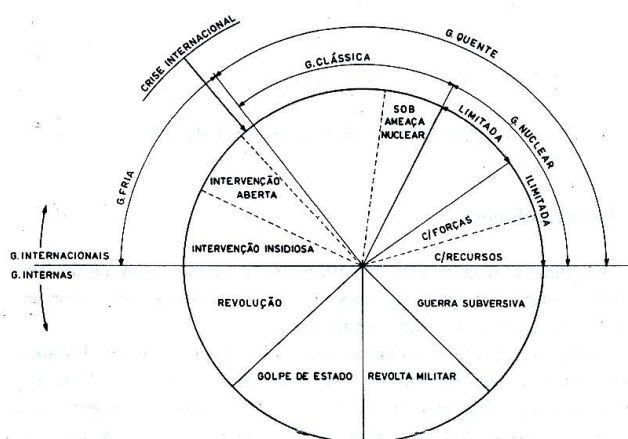 G. QUENTE
CRISE INTERNACIONAL
G. CLÁSSICA
SOB
AMEAÇA
NUCLEAR
LIMITADA
G. NUCLEAR
ILIMITADA
G. FRIA
INTERVENÇÃO
ABERTA
C/FORÇAS
INTERVENÇÃO INSIDIOSA
C/RECURSOS
G. INTERNACIONAIS
G. INTERNAS
REVOLUÇÃO
GUERRA SUBVERSIVA
GOLPE DE ESTADO
REVOLTA MILITAR